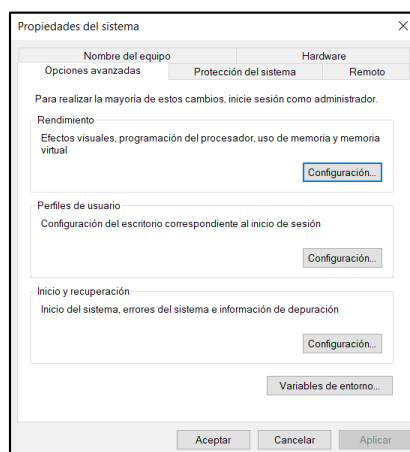 Propiedades del sistema
Nombre del equipo Hardware
Opciones avanzadas Protección del sistema Remoto
Para realizar la mayoría de estos cambios, inicie sesión como administrador.
Rendimiento
Efectos visuales, programación del procesador, uso de memoria y memoria
virtual
Configuración...
Perfiles de usuario
Configuración del escritorio correspondiente al inicio de sesión
Configuración...
Inicio y recuperación
Inicio del sistema, errores del sistema e información de depuración
Configuración...
Variables de entorno...
Aceptar Cancelar Aplicar